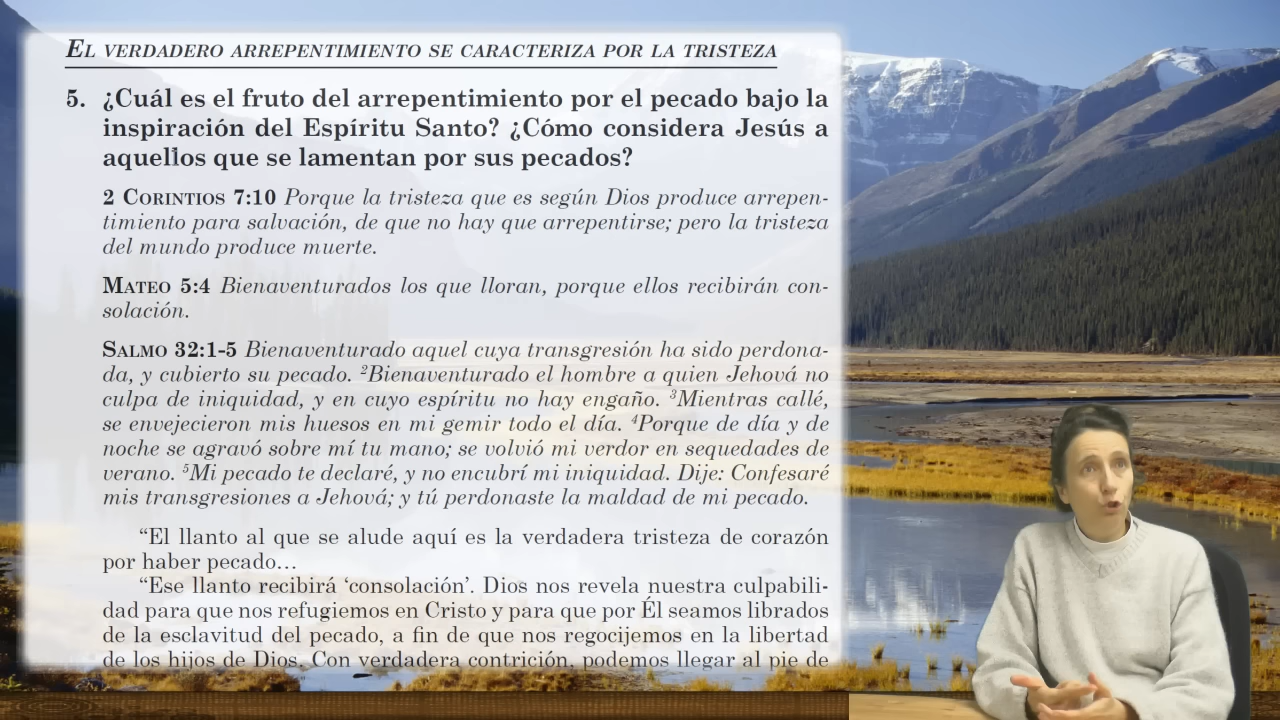 EL VERDADERO ARREPENTIMIENTO SE CARACTERIZA POR LA TRISTEZA
5. ¿Cuál es el fruto del arrepentimiento por el pecado bajo la
inspiración del Espíritu Santo? ¿Cómo considera Jesús a
aquellos que se lamentan por sus pecados?
2 CORINTIOS 7:10 Porque la tristeza que es según Dios produce arrepen-
timiento para salvación, de que no hay que arrepentirse; pero la tristeza
del mundo produce muerte.
MATEO 5:4 Bienaventurados los que lloran, porque ellos recibirán con-
solación.
SALMO 32:1-5 Bienaventurado aquel cuya transgresión ha sido perdona-
da, y cubierto su pecado. ²Bienaventurado el hombre a quien Jehová no
culpa de iniquidad, y en cuyo espíritu no hay engaño. ³Mientras callé,
se envejecieron mis huesos en mi gemir todo el día. ⁴Porque de día y de
noche se agravó sobre mí tu mano; se volvió mi verdor en sequedades de
verano. ⁵Mi pecado te declaré, y no encubrí mi iniquidad. Dije: Confesaré
mis transgresiones a Jehová; y tú perdonaste la maldad de mi pecado.
“El llanto al que se alude aquí es la verdadera tristeza de corazón
por haber pecado…
“Ese llanto recibirá ‘consolación’. Dios nos revela nuestra culpabili-
dad para que nos refugiemos en Cristo y para que por Él seamos librados
de la esclavitud del pecado, a fin de que nos regocijemos en la libertad
de los hijos de Dios. Con verdadera contrición, podemos llegar al pie de